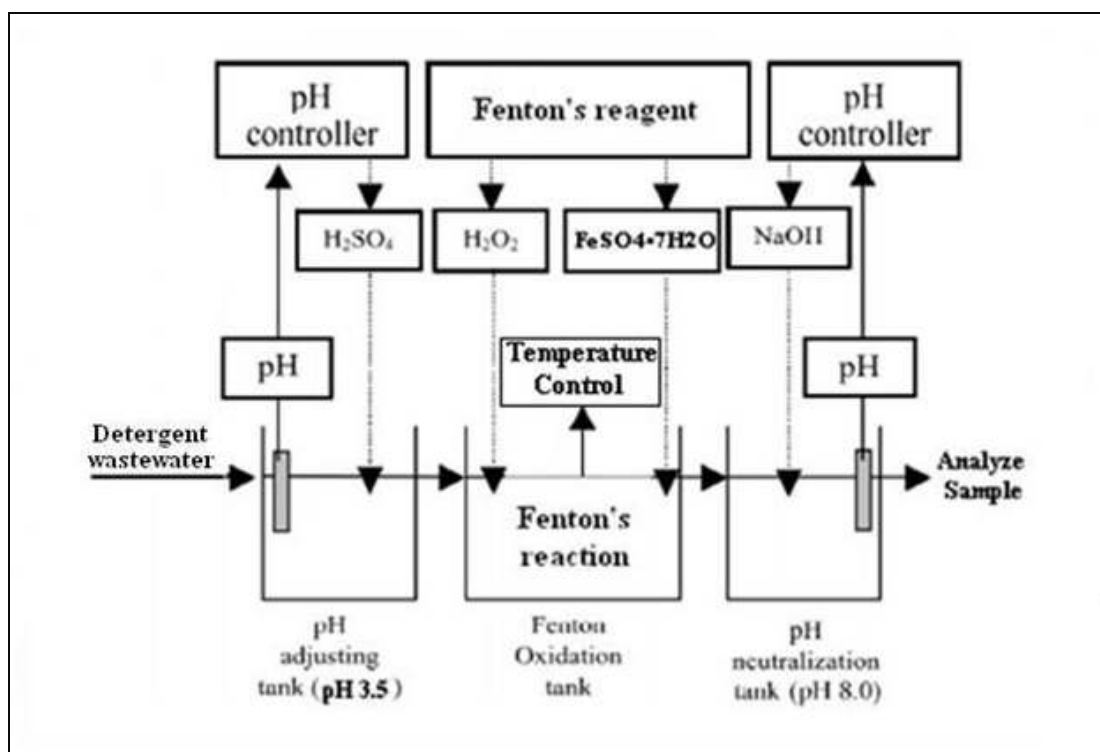 pH
controller
Fenton's reagent
pH
controller
H₂SO₄
H₂O₂
FeSO4•7H2O
NaOH
pH
Temperature
Control
pH
Detergent
wastewater
Analyze
Sample
Fenton's
reaction
pH
adjusting
tank (pH 3.5)
Fenton
Oxidation
tank
pH
neutralization
tank (pH 8.0)